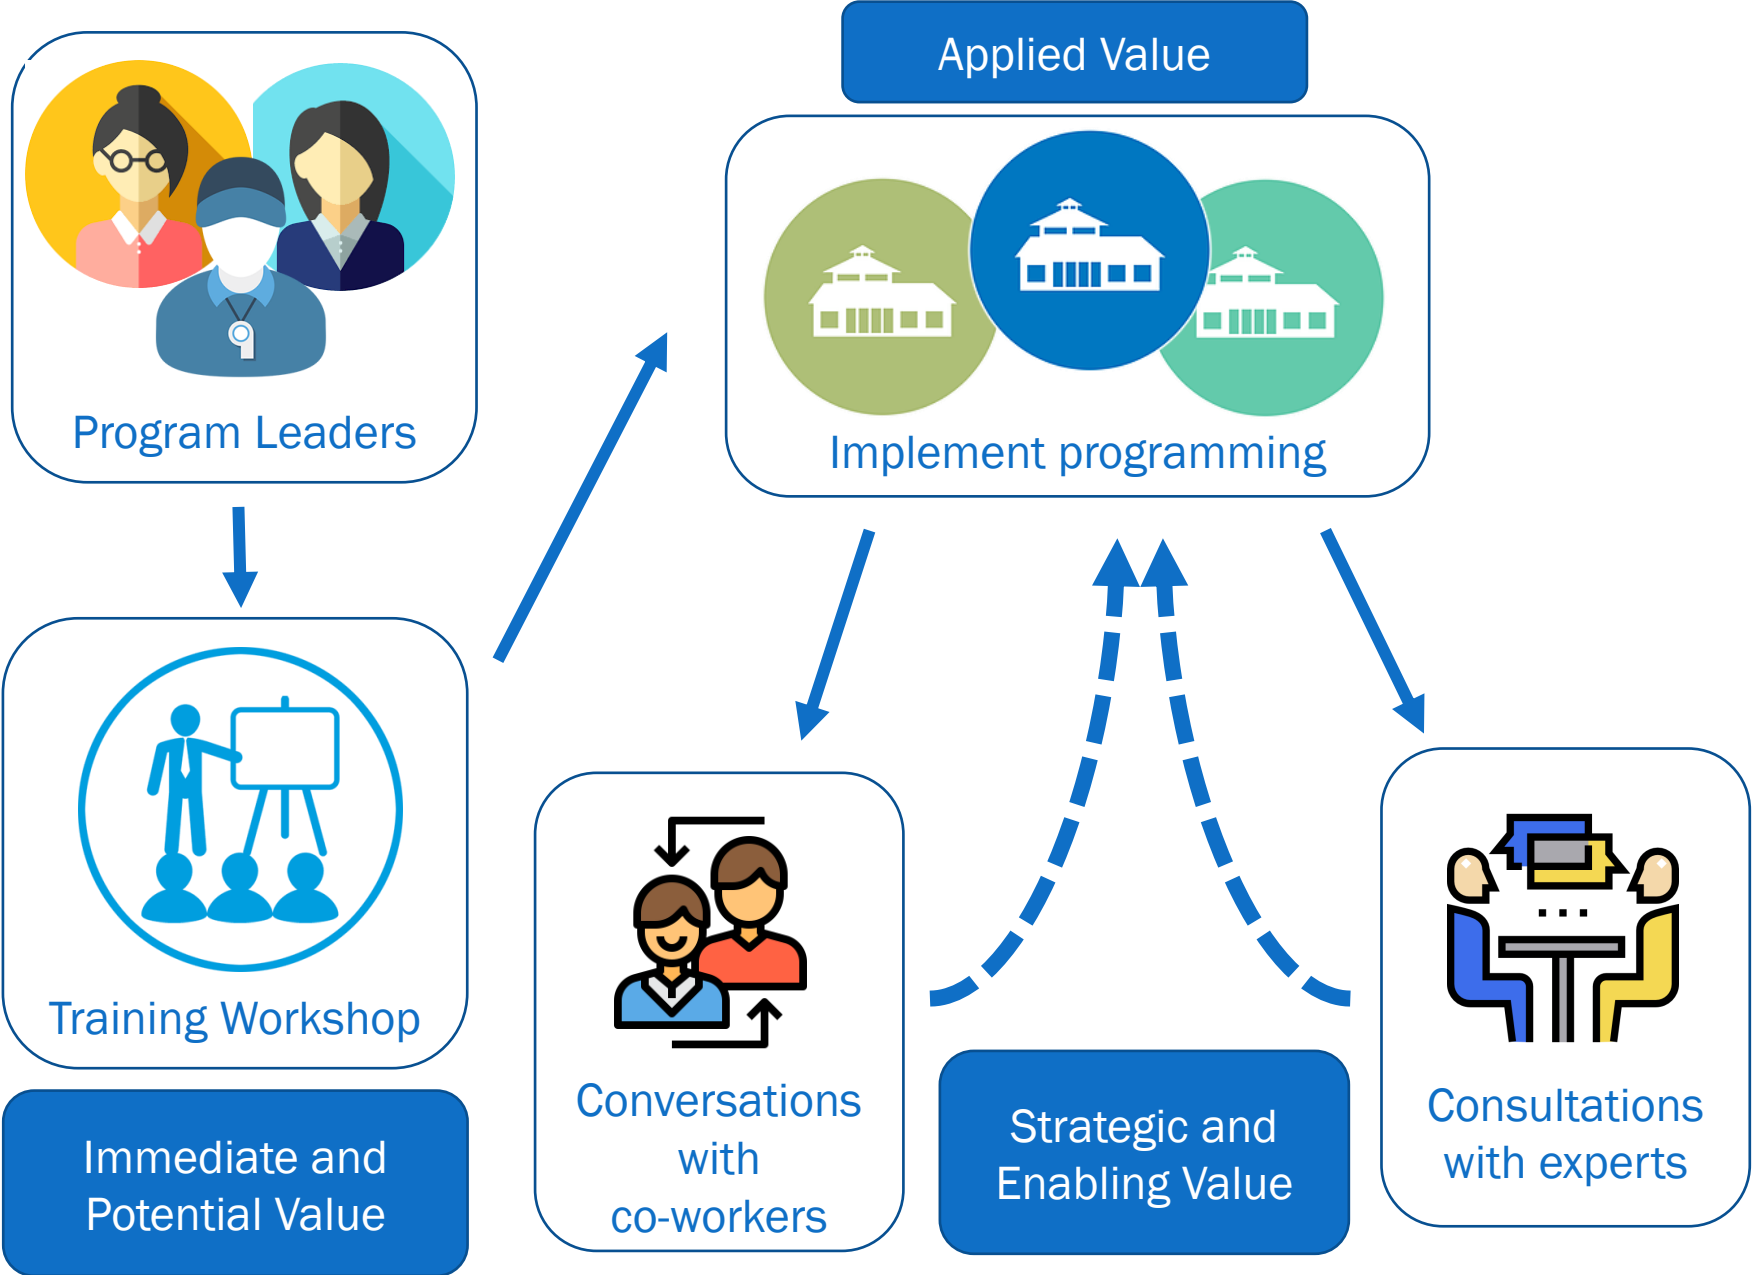 Applied Value
Program Leaders
Implement programming
Training Workshop
Immediate and
Potential Value
Conversations
with
co-workers
Strategic and
Enabling Value
Consultations
with experts